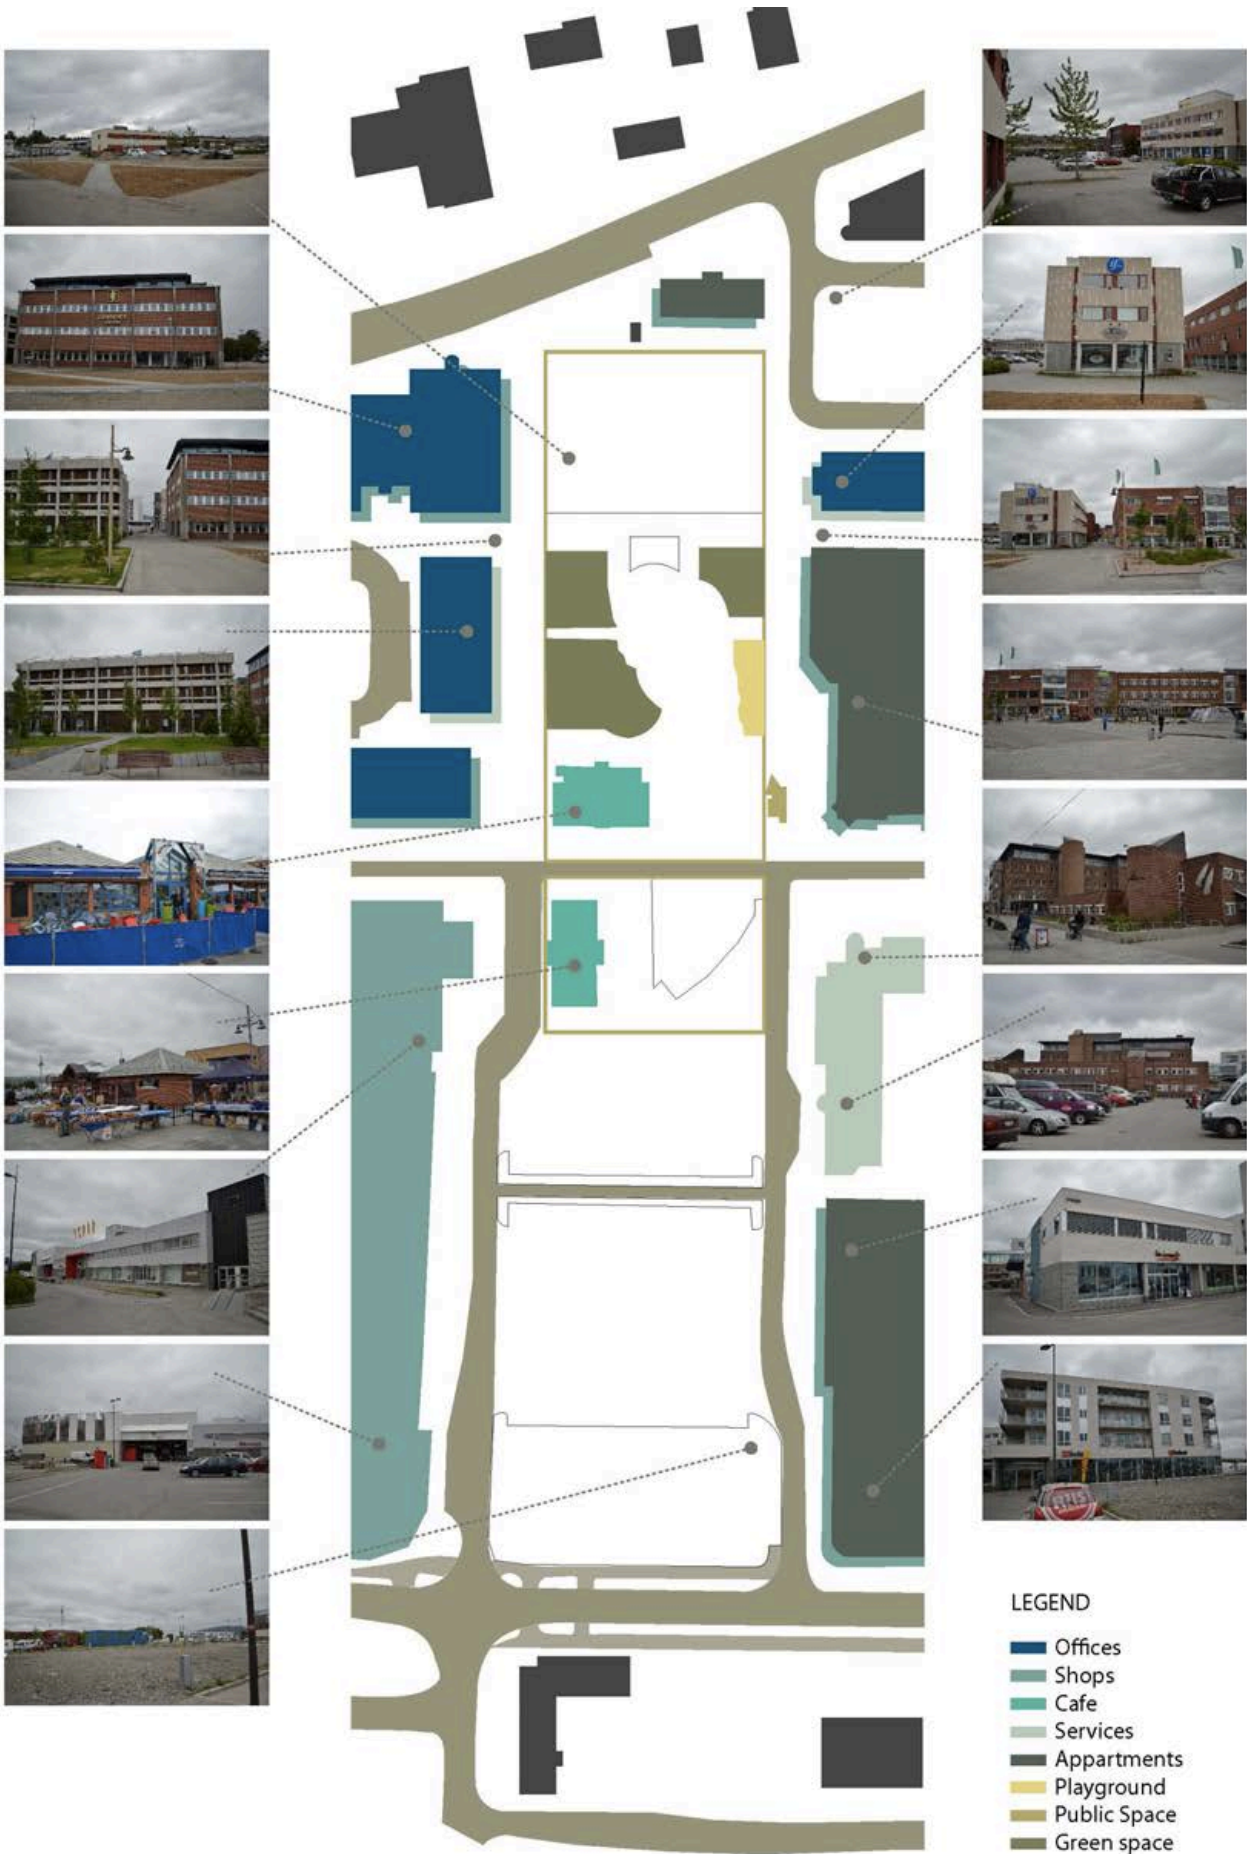 LEGEND
Offices
Shops
Cafe
Services
Appartments
Playground
Public Space
Green space